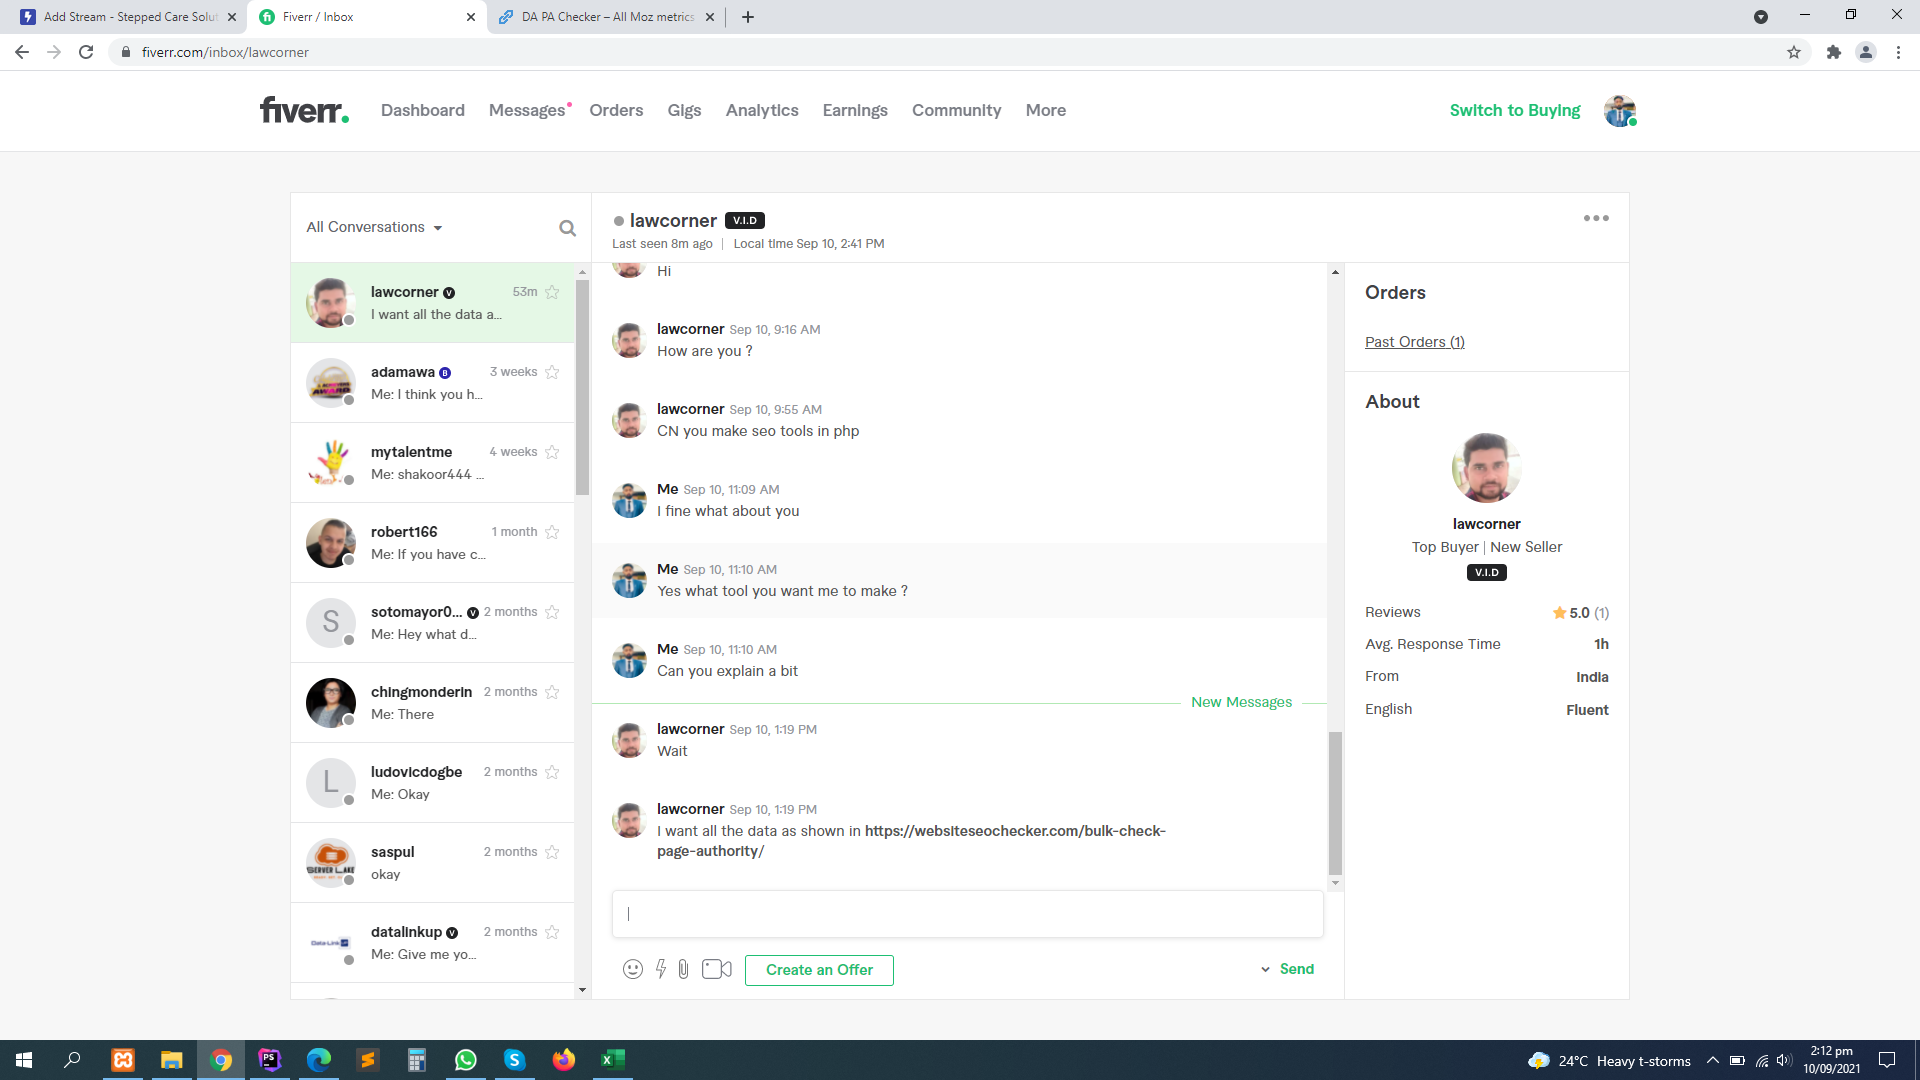 Add Stream - Stepped Care Solut
Fiverr / Inbox
DA PA Checker – All Moz metrics
fiverr.com/inbox/lawcorner
fiverr.
Dashboard
Messages
Orders
Gigs
Analytics
Earnings
Community
More
Switch to Buying
All Conversations
lawcorner V 53m
I want all the data a...
adamawa B 3 weeks
Me: I think you h...
mytalentme 4 weeks
Me: shakoor444 ...
robert166 1 month
Me: If you have c...
S
sotomayor0... V 2 months
Me: Hey what d...
chingmonderin 2 months
Me: There
L
ludovicdogbe 2 months
Me: Okay
saspul 2 months
okay
datalinkup V 2 months
Me: Give me yo...
lawcorner V.I.D
Last seen 8m ago | Local time Sep 10, 2:41 PM
Hi
lawcorner Sep 10, 9:16 AM
How are you ?
lawcorner Sep 10, 9:55 AM
CN you make seo tools in php
Me Sep 10, 11:09 AM
I fine what about you
Me Sep 10, 11:10 AM
Yes what tool you want me to make ?
Me Sep 10, 11:10 AM
Can you explain a bit
New Messages
lawcorner Sep 10, 1:19 PM
Wait
lawcorner Sep 10, 1:19 PM
I want all the data as shown in https://websiteseochecker.com/bulk-check-
page-authority/
Create an Offer
Send
Orders
Past Orders (1)
About
lawcorner
Top Buyer | New Seller
V.I.D
Reviews 5.0 (1)
Avg. Response Time 1h
From India
English Fluent
24°C Heavy t-storms
2:12 pm
10/09/2021